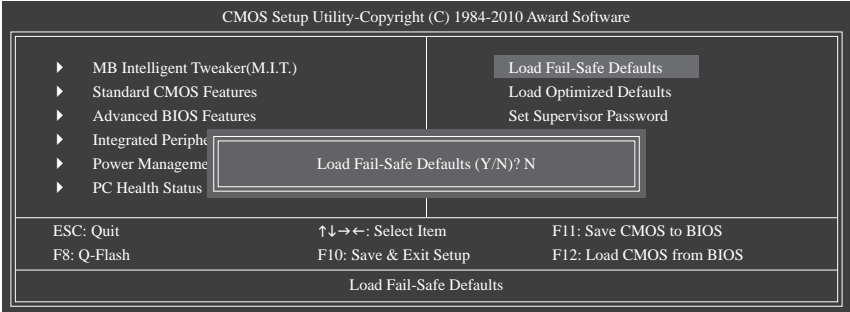 CMOS Setup Utility-Copyright (C) 1984-2010 Award Software
MB Intelligent Tweaker(M.I.T.)
Standard CMOS Features
Advanced BIOS Features
Integrated Periphe
Power Manageme
PC Health Status
Load Fail-Safe Defaults
Load Optimized Defaults
Set Supervisor Password
Load Fail-Safe Defaults (Y/N)? N
ESC: Quit
↑↓→←: Select Item
F11: Save CMOS to BIOS
F8: Q-Flash
F10: Save & Exit Setup
F12: Load CMOS from BIOS
Load Fail-Safe Defaults